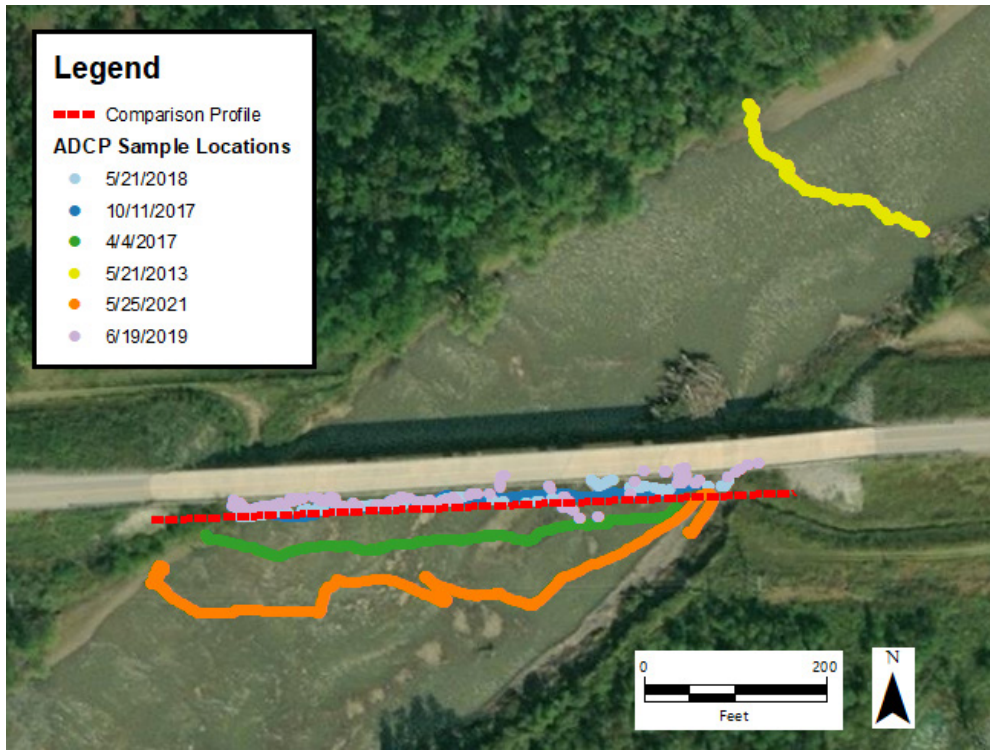 Legend
Comparison Profile
ADCP Sample Locations
5/21/2018
10/11/2017
4/4/2017
5/21/2013
5/25/2021
6/19/2019
0 200
Feet
N